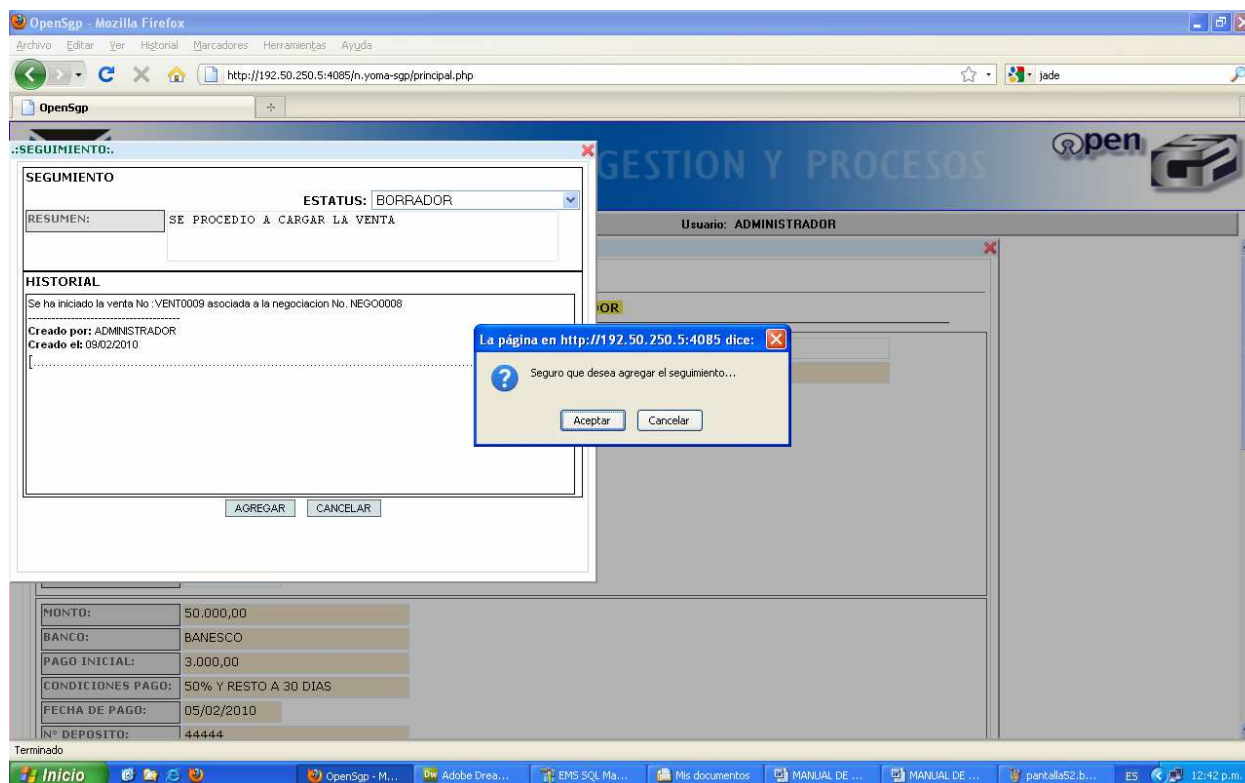 OpenSgp - Mozilla Firefox
Archivo Editar Ver Historial Marcadores Herramientas Ayuda
http://192.50.250.5:4085/n.yoma-sgp/principal.php
jade
OpenSgp
GESTION Y PROCESOS
Open
Usuario: ADMINISTRADOR
.:SEGUIMIENTO:.
SEGUMIENTO
ESTATUS: BORRADOR
RESUMEN: SE PROCEDIO A CARGAR LA VENTA
HISTORIAL
Se ha iniciado la venta No :VENT0009 asociada a la negociacion No. NEGO0008
--------------------------------------
Creado por: ADMINISTRADOR
Creado el: 09/02/2010
AGREGAR CANCELAR
La página en http://192.50.250.5:4085 dice:
Seguro que desea agregar el seguimiento...
Aceptar Cancelar
MONTO: 50.000,00
BANCO: BANESCO
PAGO INICIAL: 3.000,00
CONDICIONES PAGO: 50% Y RESTO A 30 DIAS
FECHA DE PAGO: 05/02/2010
Nº DEPOSITO: 44444
Terminado
Inicio OpenSgp - M... Adobe Drea... EMS SQL Ma... Mis documentos MANUAL DE ... MANUAL DE ... pantalla52.b... ES 12:42 p.m.